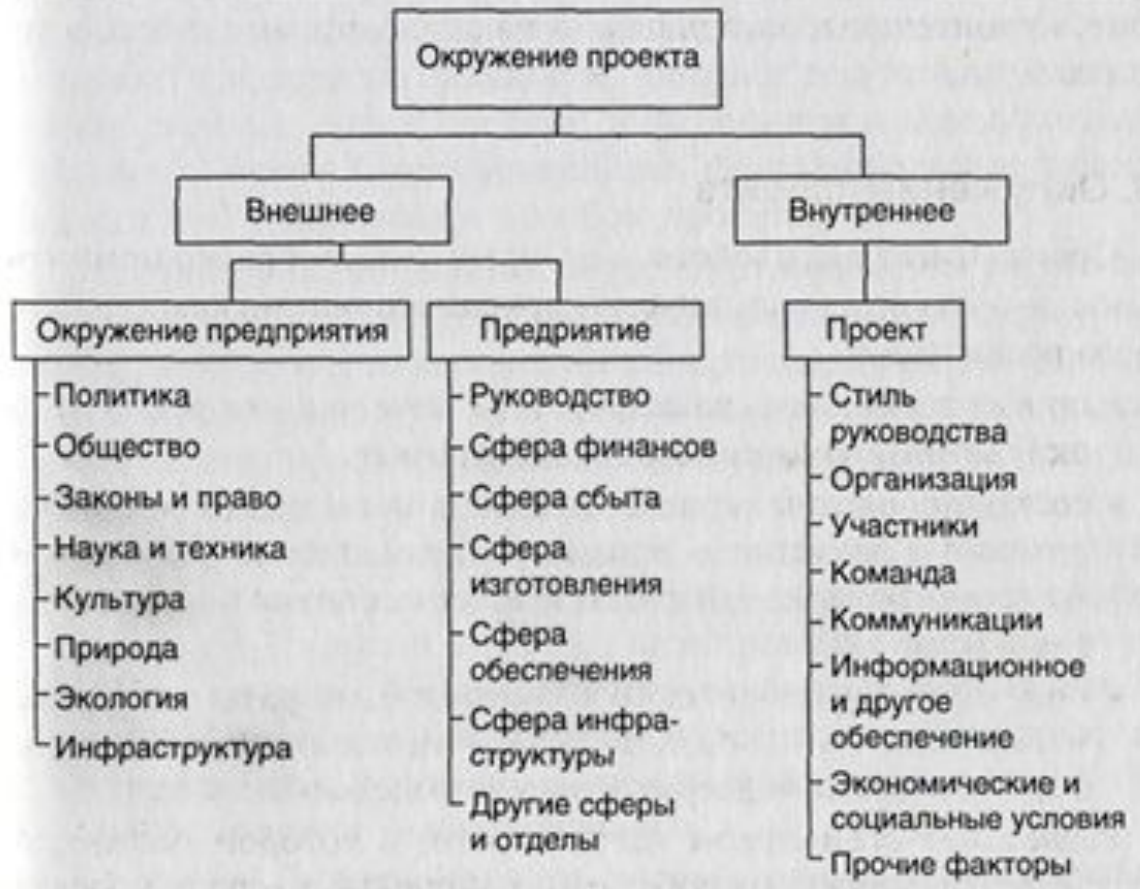 Окружение проекта
Внешнее
Внутреннее
Окружение предприятия
Предприятие
Проект
Политика
Общество
Законы и право
Наука и техника
Культура
Природа
Экология
Инфраструктура
Руководство
Сфера финансов
Сфера сбыта
Сфера
изготовления
Сфера
обеспечения
Сфера инфра-
структуры
Другие сферы
и отделы
Стиль
руководства
Организация
Участники
Команда
Коммуникации
Информационное
и другое
обеспечение
Экономические и
социальные условия
Прочие факторы